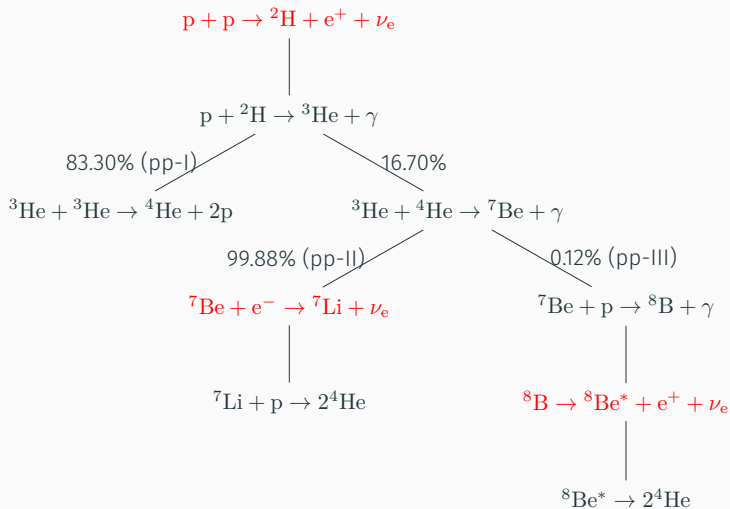 p + p → ²H + e⁺ + νₑ
p + ²H → ³He + γ
83.30% (pp-I) 16.70%
³He + ³He → ⁴He + 2p ³He + ⁴He → ⁷Be + γ
99.88% (pp-II) 0.12% (pp-III)
⁷Be + e⁻ → ⁷Li + νₑ ⁷Be + p → ⁸B + γ
⁷Li + p → 2⁴He ⁸B → ⁸Be* + e⁺ + νₑ
⁸Be* → 2⁴He